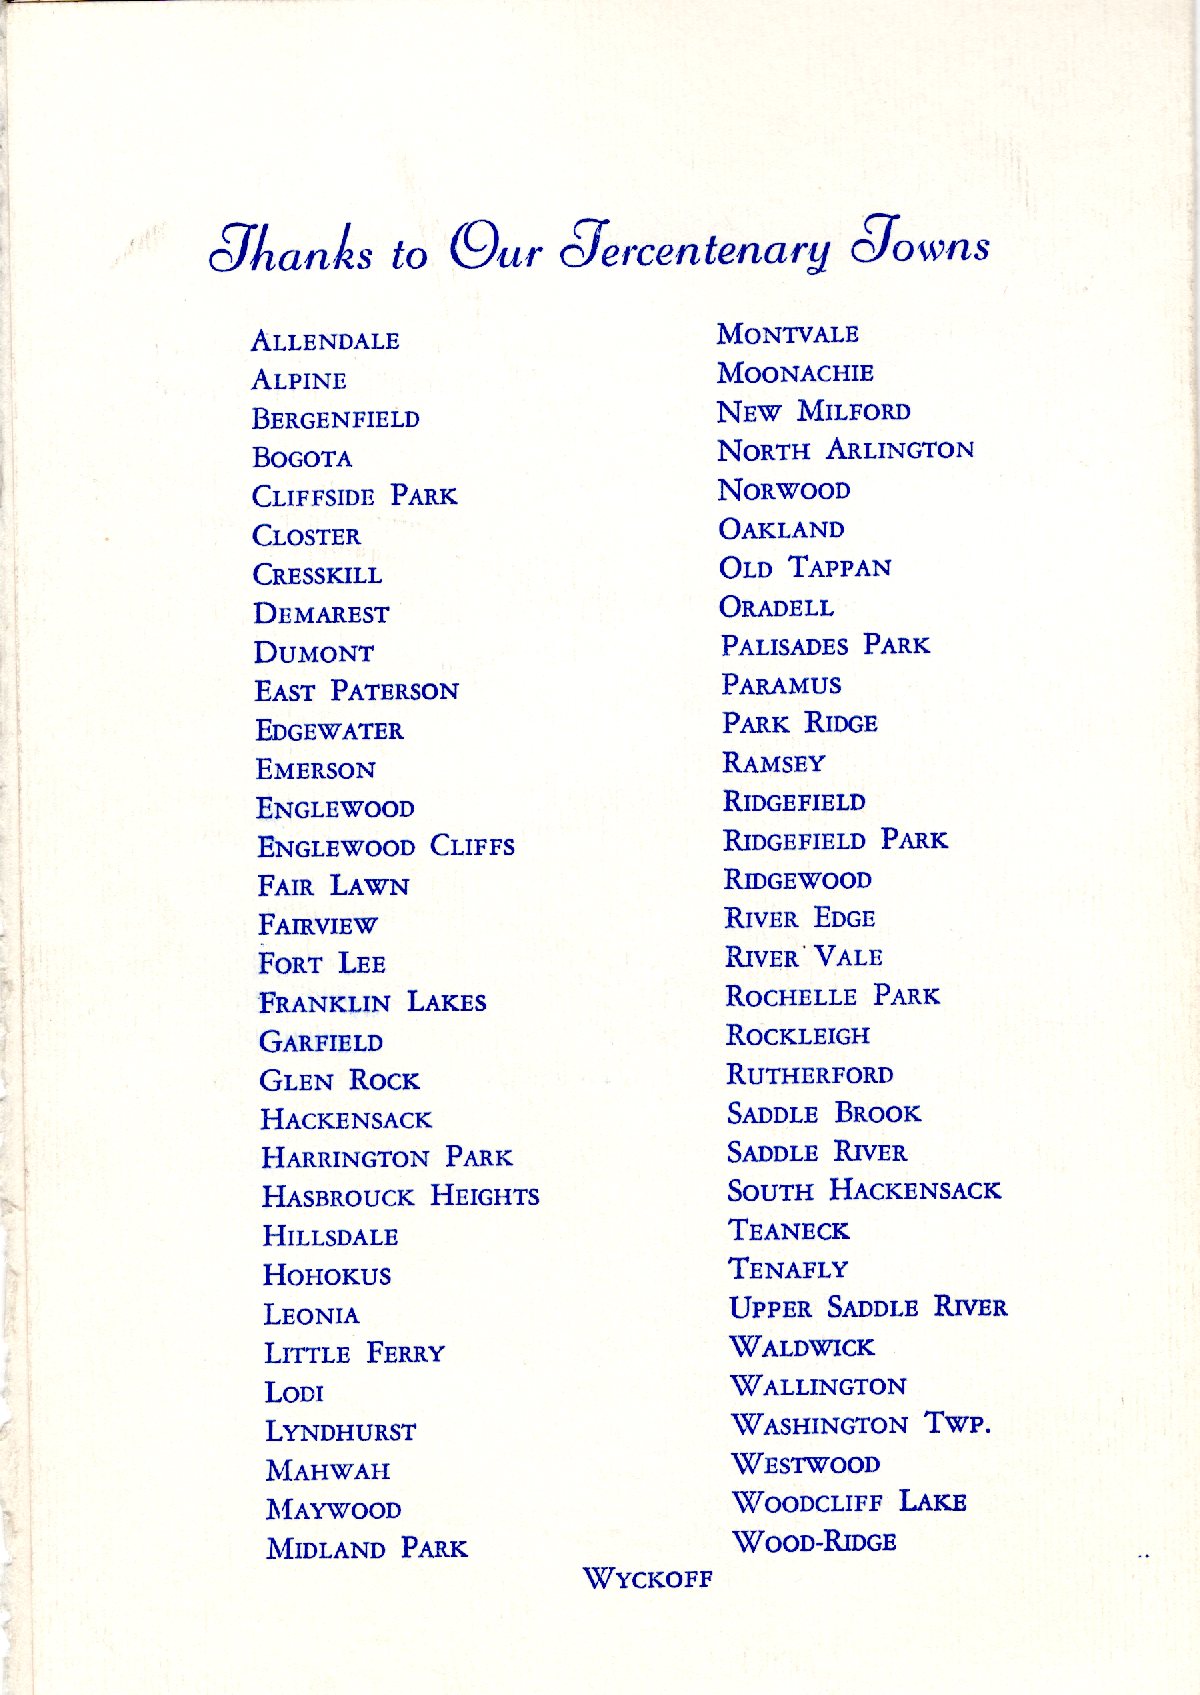 Thanks to Our Tercentenary Towns
ALLENDALE
ALPINE
BERGENFIELD
BOGOTA
CLIFFSIDE PARK
CLOSTER
CRESSKILL
DEMAREST
DUMONT
EAST PATERSON
EDGEWATER
EMERSON
ENGLEWOOD
ENGLEWOOD CLIFFS
FAIR LAWN
FAIRVIEW
FORT LEE
FRANKLIN LAKES
GARFIELD
GLEN ROCK
HACKENSACK
HARRINGTON PARK
HASBROUCK HEIGHTS
HILLSDALE
HOHOKUS
LEONIA
LITTLE FERRY
LODI
LYNDHURST
MAHWAH
MAYWOOD
MIDLAND PARK
MONTVALE
MOONACHIE
NEW MILFORD
NORTH ARLINGTON
NORWOOD
OAKLAND
OLD TAPPAN
ORADELL
PALISADES PARK
PARAMUS
PARK RIDGE
RAMSEY
RIDGEFIELD
RIDGEFIELD PARK
RIDGEWOOD
RIVER EDGE
RIVER VALE
ROCHELLE PARK
ROCKLEIGH
RUTHERFORD
SADDLE BROOK
SADDLE RIVER
SOUTH HACKENSACK
TEANECK
TENAFLY
UPPER SADDLE RIVER
WALDWICK
WALLINGTON
WASHINGTON TWP.
WESTWOOD
WOODCLIFF LAKE
WOOD-RIDGE
WYCKOFF